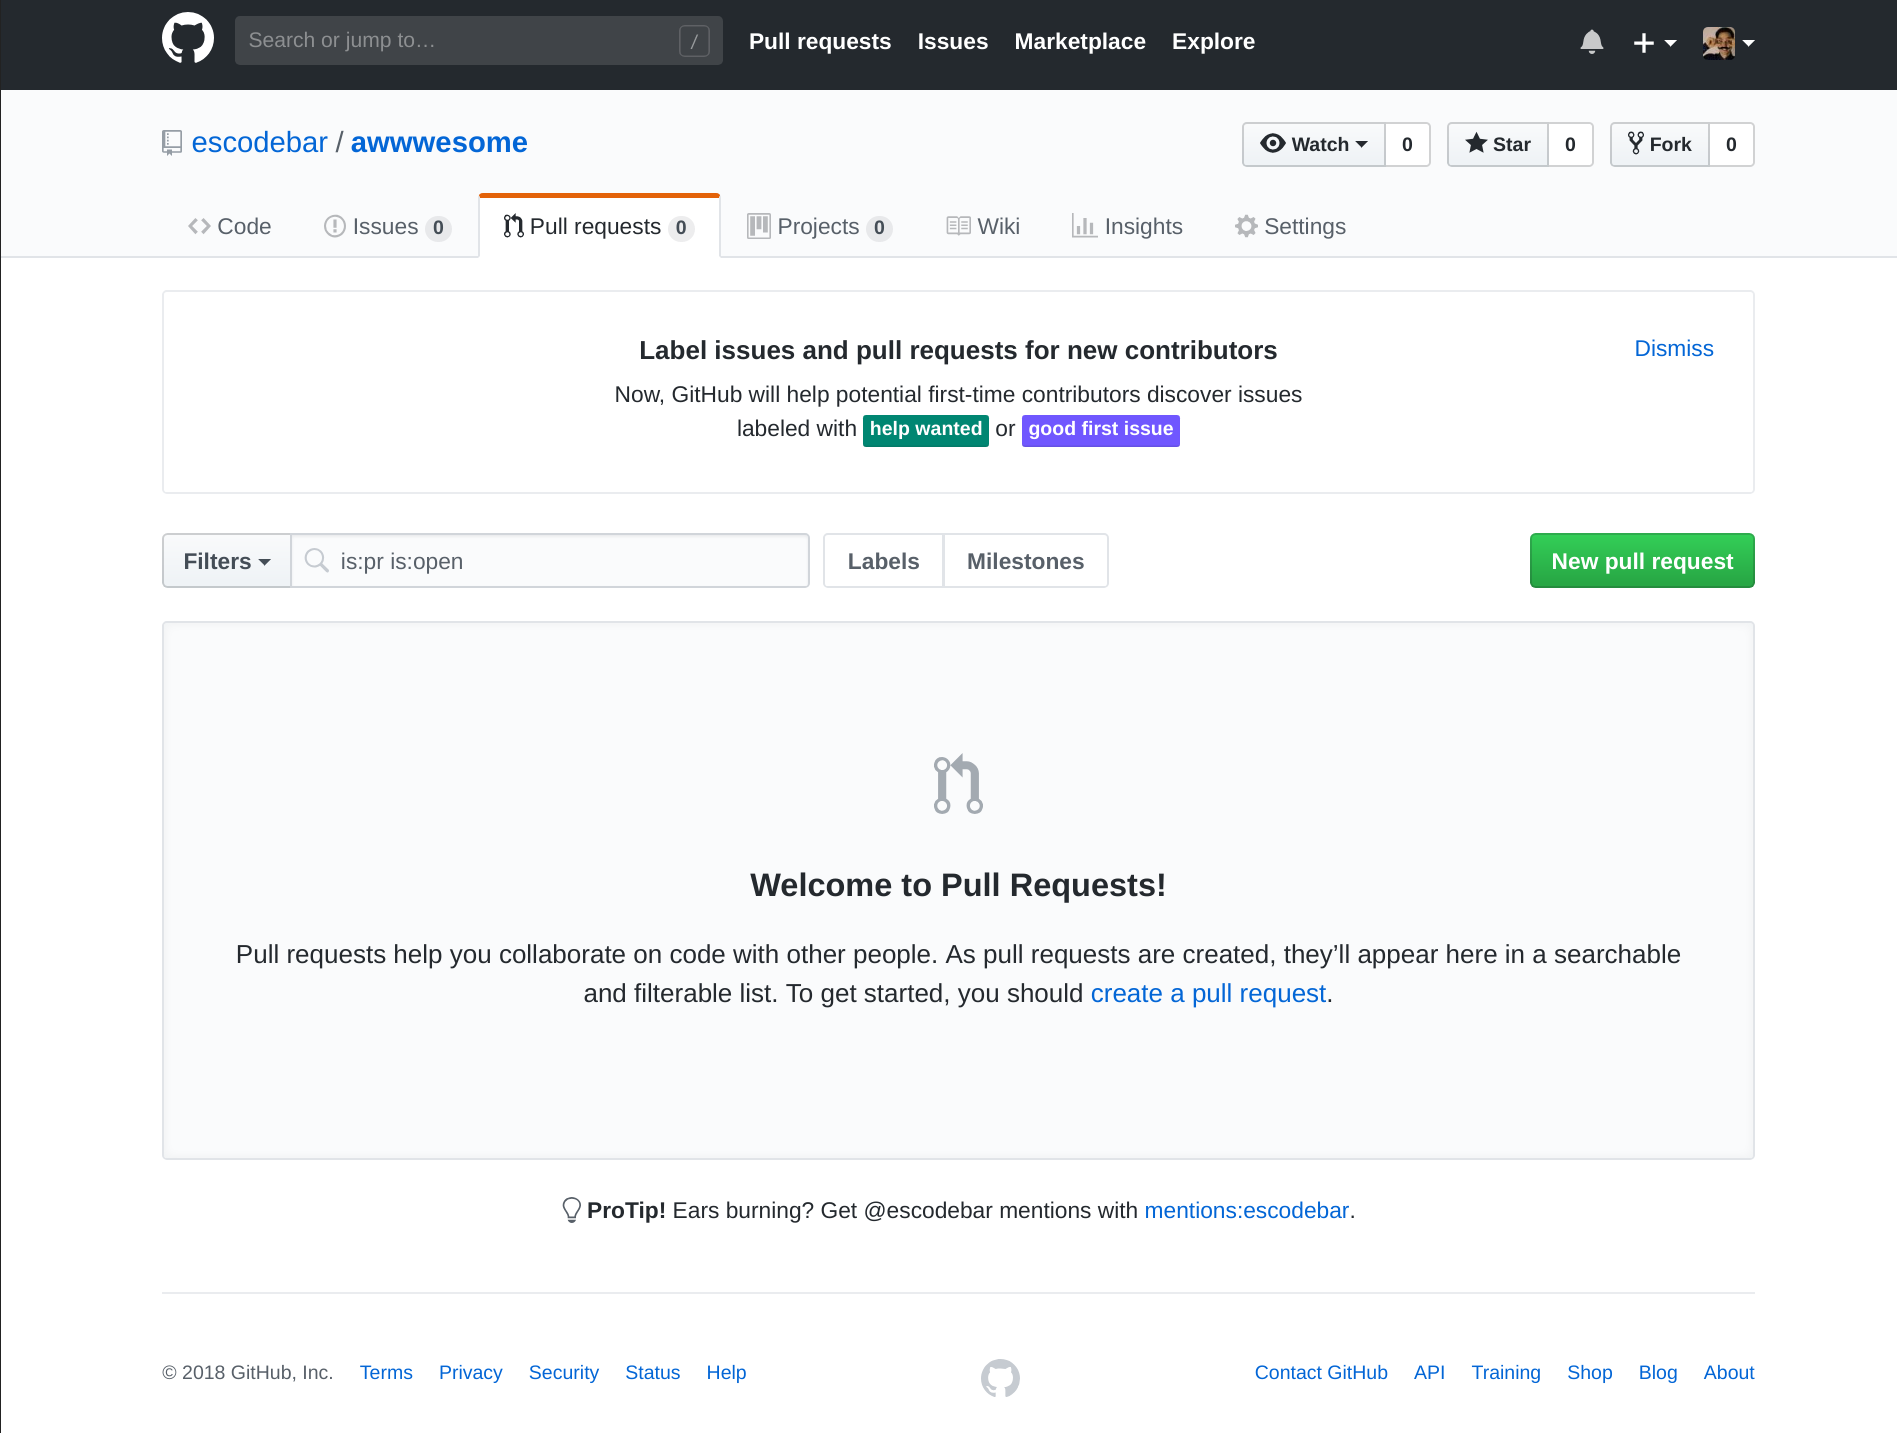 Search or jump to… /
Pull requests Issues Marketplace Explore
escodebar / awwwesome
Watch 0 Star 0 Fork 0
Code Issues 0 Pull requests 0 Projects 0 Wiki Insights Settings
Label issues and pull requests for new contributors
Dismiss
Now, GitHub will help potential first-time contributors discover issues
labeled with help wanted or good first issue
Filters is:pr is:open Labels Milestones New pull request
Welcome to Pull Requests!
Pull requests help you collaborate on code with other people. As pull requests are created, they’ll appear here in a searchable
and filterable list. To get started, you should create a pull request.
ProTip! Ears burning? Get @escodebar mentions with mentions:escodebar.
© 2018 GitHub, Inc. Terms Privacy Security Status Help
Contact GitHub API Training Shop Blog About